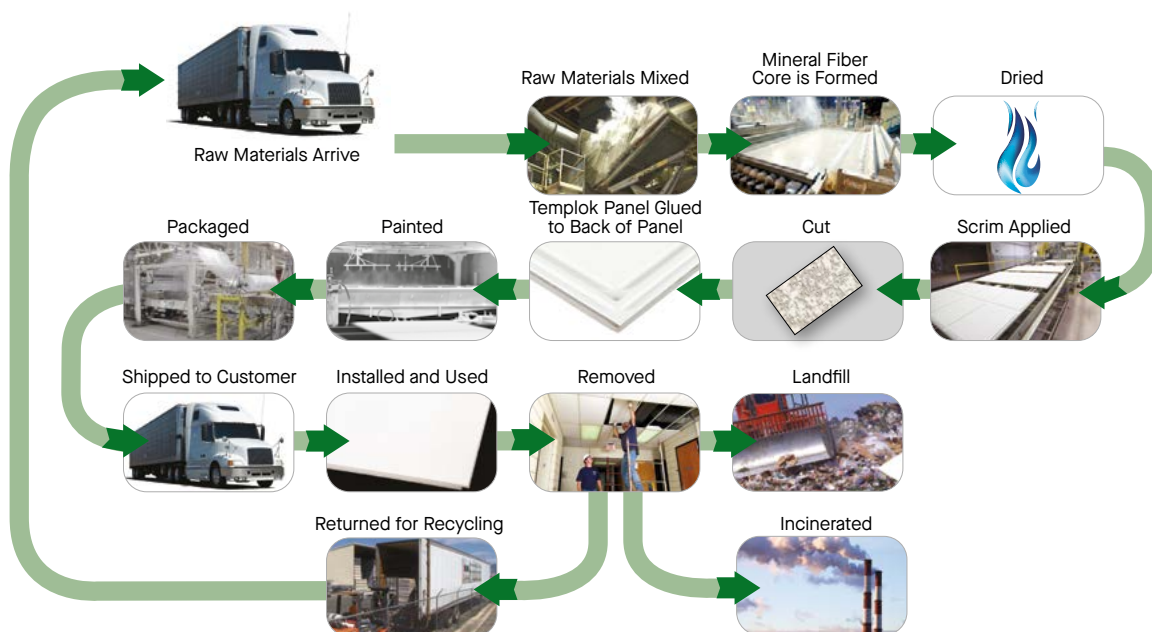 Raw Materials Arrive
Raw Materials Mixed
Mineral Fiber
Core is Formed
Dried
Scrim Applied
Cut
Templok Panel Glued
to Back of Panel
Painted
Packaged
Shipped to Customer
Installed and Used
Removed
Landfill
Returned for Recycling
Incinerated